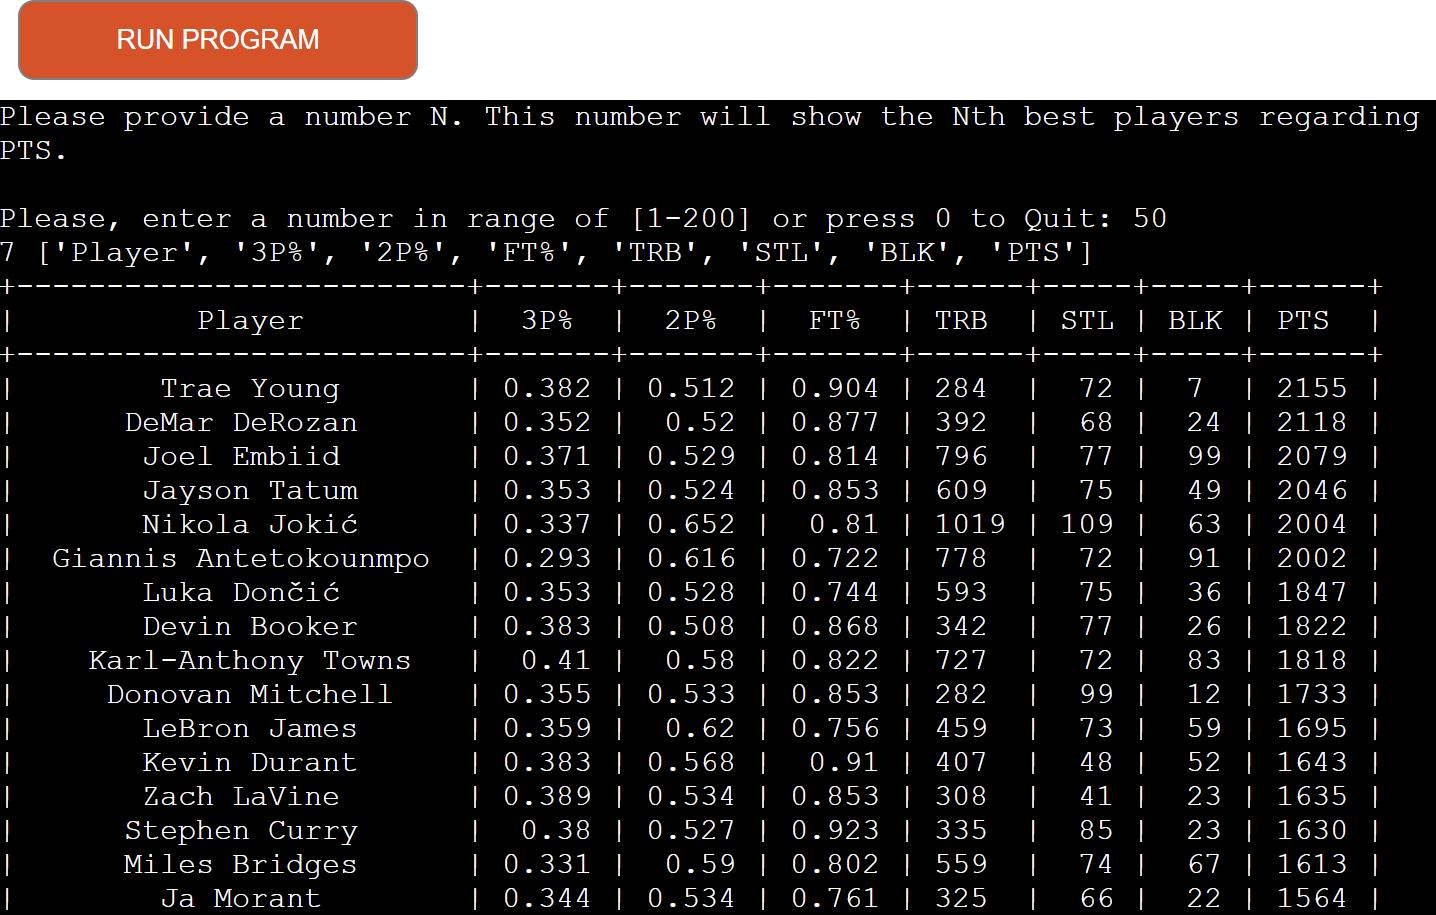 RUN PROGRAM
Please provide a number N. This number will show the Nth best players regarding
PTS.
Please, enter a number in range of [1-200] or press 0 to Quit: 50
7 ['Player', '3P%', '2P%', 'FT%', 'TRB', 'STL', 'BLK', 'PTS']
+-------------------------+-------+-------+-------+------+-----+-----+------+
| Player | 3P% | 2P% | FT% | TRB | STL | BLK | PTS |
+-------------------------+-------+-------+-------+------+-----+-----+------+
| Trae Young | 0.382 | 0.512 | 0.904 | 284 | 72 | 7 | 2155 |
| DeMar DeRozan | 0.352 | 0.52 | 0.877 | 392 | 68 | 24 | 2118 |
| Joel Embiid | 0.371 | 0.529 | 0.814 | 796 | 77 | 99 | 2079 |
| Jayson Tatum | 0.353 | 0.524 | 0.853 | 609 | 75 | 49 | 2046 |
| Nikola Jokić | 0.337 | 0.652 | 0.81 | 1019 | 109 | 63 | 2004 |
| Giannis Antetokounmpo | 0.293 | 0.616 | 0.722 | 778 | 72 | 91 | 2002 |
| Luka Dončić | 0.353 | 0.528 | 0.744 | 593 | 75 | 36 | 1847 |
| Devin Booker | 0.383 | 0.508 | 0.868 | 342 | 77 | 26 | 1822 |
| Karl-Anthony Towns | 0.41 | 0.58 | 0.822 | 727 | 72 | 83 | 1818 |
| Donovan Mitchell | 0.355 | 0.533 | 0.853 | 282 | 99 | 12 | 1733 |
| LeBron James | 0.359 | 0.62 | 0.756 | 459 | 73 | 59 | 1695 |
| Kevin Durant | 0.383 | 0.568 | 0.91 | 407 | 48 | 52 | 1643 |
| Zach LaVine | 0.389 | 0.534 | 0.853 | 308 | 41 | 23 | 1635 |
| Stephen Curry | 0.38 | 0.527 | 0.923 | 335 | 85 | 23 | 1630 |
| Miles Bridges | 0.331 | 0.59 | 0.802 | 559 | 74 | 67 | 1613 |
| Ja Morant | 0.344 | 0.534 | 0.761 | 325 | 66 | 22 | 1564 |